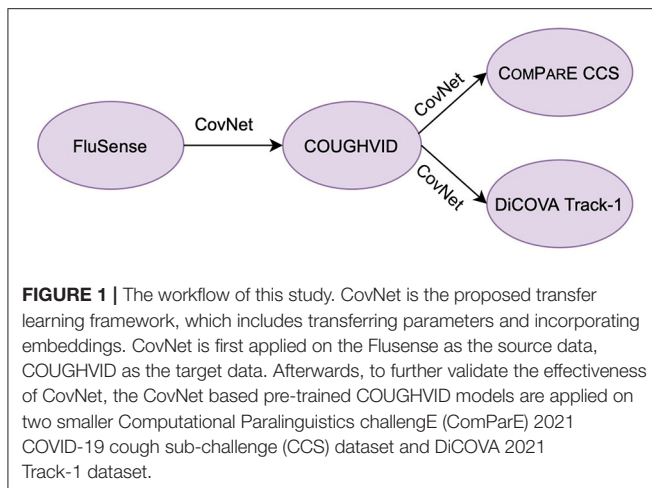 COMPARE CCS
CovNet
CovNet
FluSense
COUGHVID
CovNet
DiCOVA Track-1
FIGURE 1 | The workflow of this study. CovNet is the proposed transfer
learning framework, which includes transferring parameters and incorporating
embeddings. CovNet is first applied on the Flusense as the source data,
COUGHVID as the target data. Afterwards, to further validate the effectiveness
of CovNet, the CovNet based pre-trained COUGHVID models are applied on
two smaller Computational Paralinguistics challengE (ComParE) 2021
COVID-19 cough sub-challenge (CCS) dataset and DiCOVA 2021
Track-1 dataset.